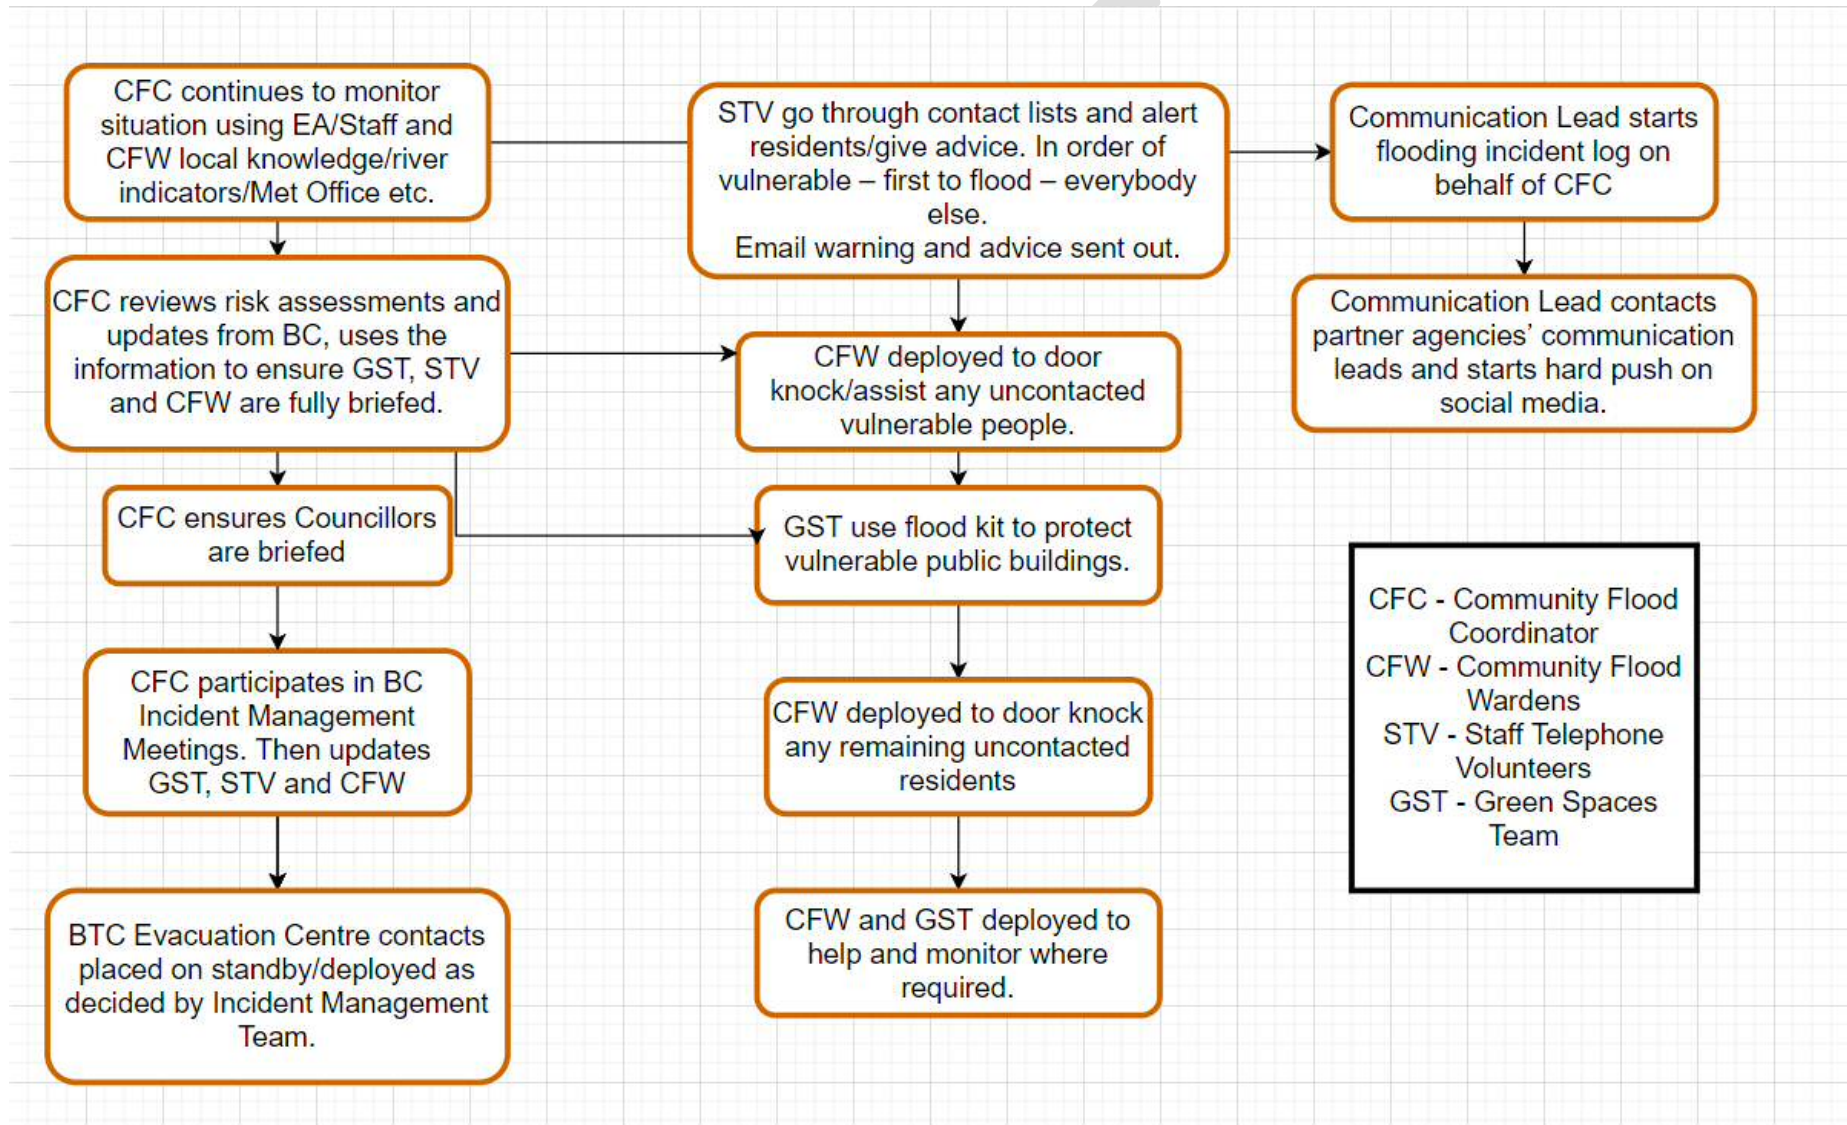 CFC continues to monitor
situation using EA/Staff and
CFW local knowledge/river
indicators/Met Office etc.
CFC reviews risk assessments and
updates from BC, uses the
information to ensure GST, STV
and CFW are fully briefed.
CFC ensures Councillors
are briefed
CFC participates in BC
Incident Management
Meetings. Then updates
GST, STV and CFW
BTC Evacuation Centre contacts
placed on standby/deployed as
decided by Incident Management
Team.
STV go through contact lists and alert
residents/give advice. In order of
vulnerable – first to flood – everybody
else.
Email warning and advice sent out.
CFW deployed to door
knock/assist any uncontacted
vulnerable people.
GST use flood kit to protect
vulnerable public buildings.
CFW deployed to door knock
any remaining uncontacted
residents
CFW and GST deployed to
help and monitor where
required.
Communication Lead starts
flooding incident log on
behalf of CFC
Communication Lead contacts
partner agencies’ communication
leads and starts hard push on
social media.
CFC - Community Flood
Coordinator
CFW - Community Flood
Wardens
STV - Staff Telephone
Volunteers
GST - Green Spaces
Team